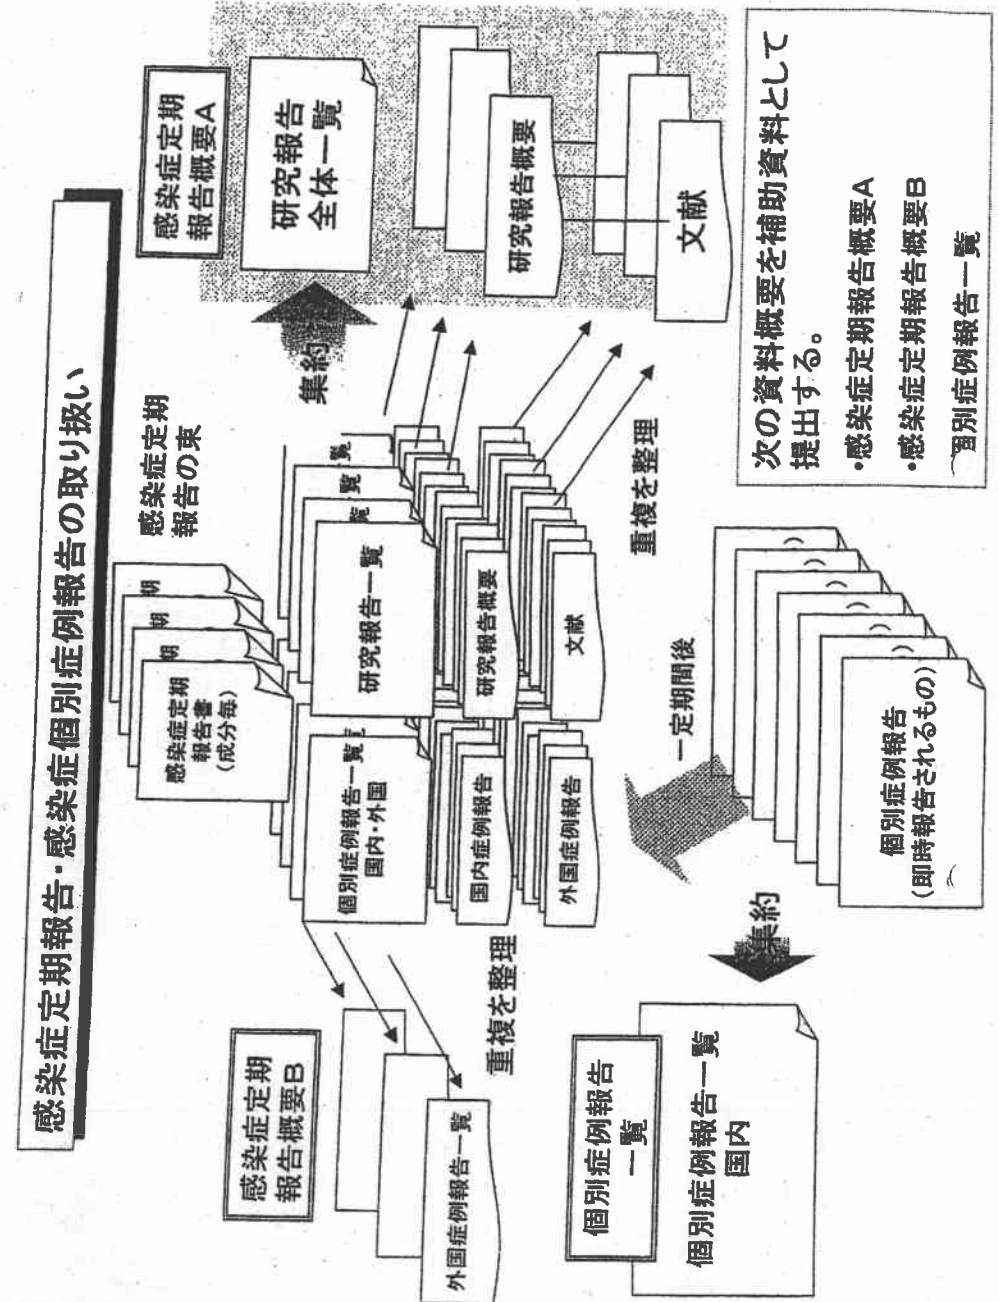 感染症定期報告・感染症個別症例報告の取り扱い
感染症定期
報告概要B
外国症例報告一覧
重複を整理
感染症定期
報告書
(成分毎)
期
期
期
感染症定期
報告の束
個別症例報告一覧
国内・外国
覧
国内症例報告
外国症例報告
研究報告一覧
覧
覧
覧
研究報告概要
文献
集約
重複を整理
感染症定期
報告概要A
研究報告
全体一覧
研究報告概要
文献
個別症例報告
一覧
個別症例報告一覧
国内
集約
一定期間後
個別症例報告
(即時報告されるもの)
次の資料概要を補助資料として
提出する。
・感染症定期報告概要A
・感染症定期報告概要B
個別症例報告一覧